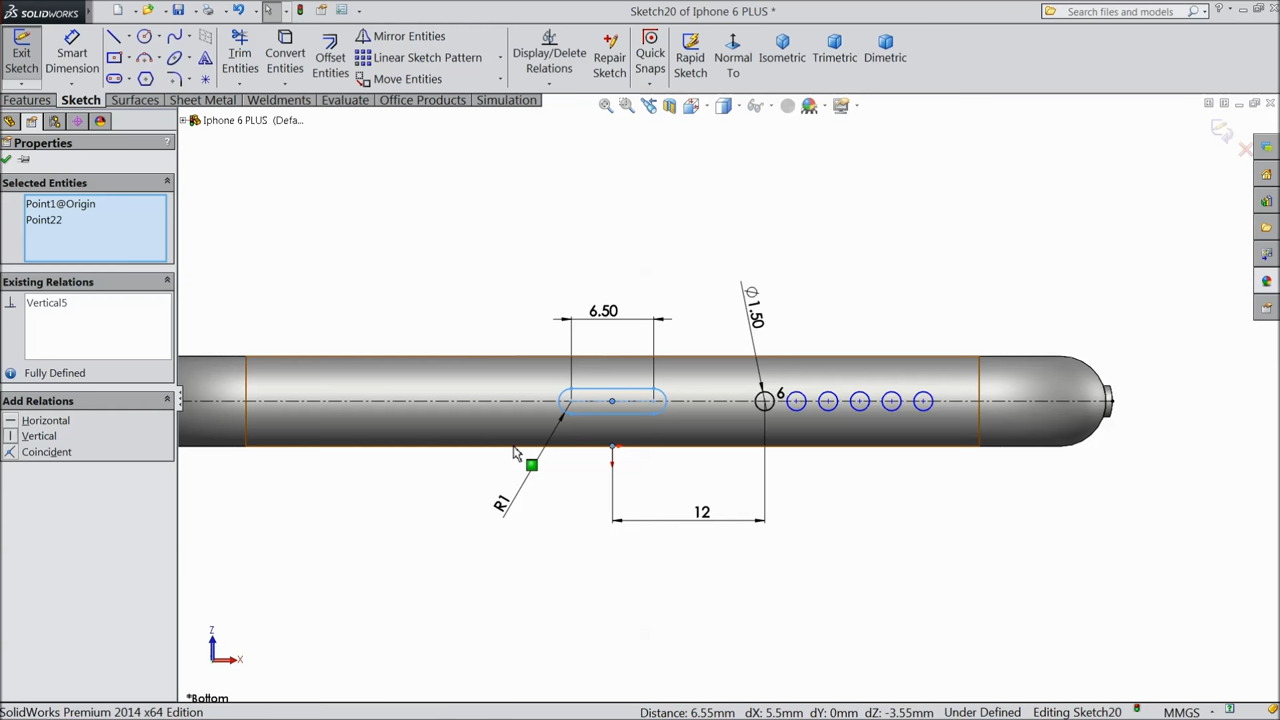 SOLIDWORKS
Sketch20 of Iphone 6 PLUS *
Search files and models
Exit Sketch
Smart Dimension
Trim Entities
Convert Entities
Offset Entities
Mirror Entities
Linear Sketch Pattern
Move Entities
Display/Delete Relations
Repair Sketch
Quick Snaps
Rapid Sketch
Normal To
Isometric
Trimetric
Dimetric
Features
Sketch
Surfaces
Sheet Metal
Weldments
Evaluate
Office Products
Simulation
Iphone 6 PLUS (Defa...
Properties
?
Selected Entities
Point1@Origin
Point22
Existing Relations
Vertical5
Fully Defined
Add Relations
Horizontal
Vertical
Coincident
6.50
Ø1.50
6
R1
12
Z
X
*Bottom
SolidWorks Premium 2014 x64 Edition
Distance: 6.55mm dX: 5.5mm dY: 0mm dZ: -3.55mm
Under Defined
Editing Sketch20
MMGS